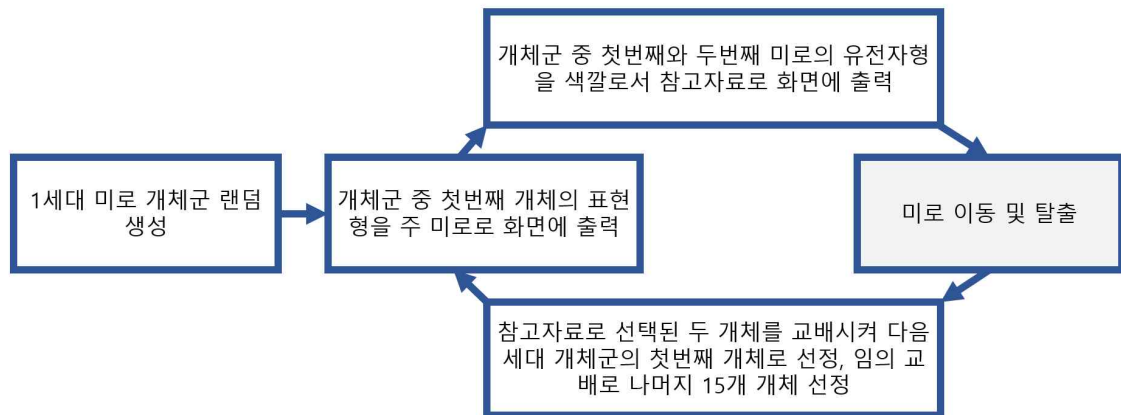 개체군 중 첫번째와 두번째 미로의 유전자형
을 색깔로서 참고자료로 화면에 출력
1세대 미로 개체군 랜덤
생성
개체군 중 첫번째 개체의 표현
형을 주 미로로 화면에 출력
미로 이동 및 탈출
참고자료로 선택된 두 개체를 교배시켜 다음
세대 개체군의 첫번째 개체로 선정, 임의 교
배로 나머지 15개 개체 선정